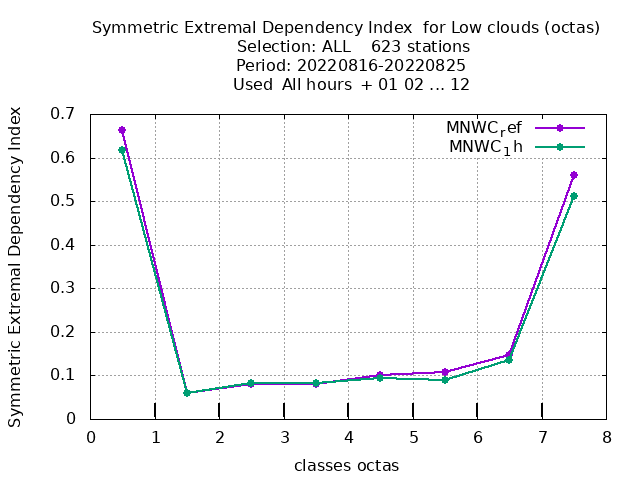 Symmetric Extremal Dependency Index  for Low clouds (octas)
Selection: ALL    623 stations
Period: 20220816-20220825
Used  All hours  + 01 02 ... 12
Symmetric Extremal Dependency Index
0.7
0.6
0.5
0.4
0.3
0.2
0.1
0
MNWCref
MNWC1h
0 1 2 3 4 5 6 7 8
classes octas